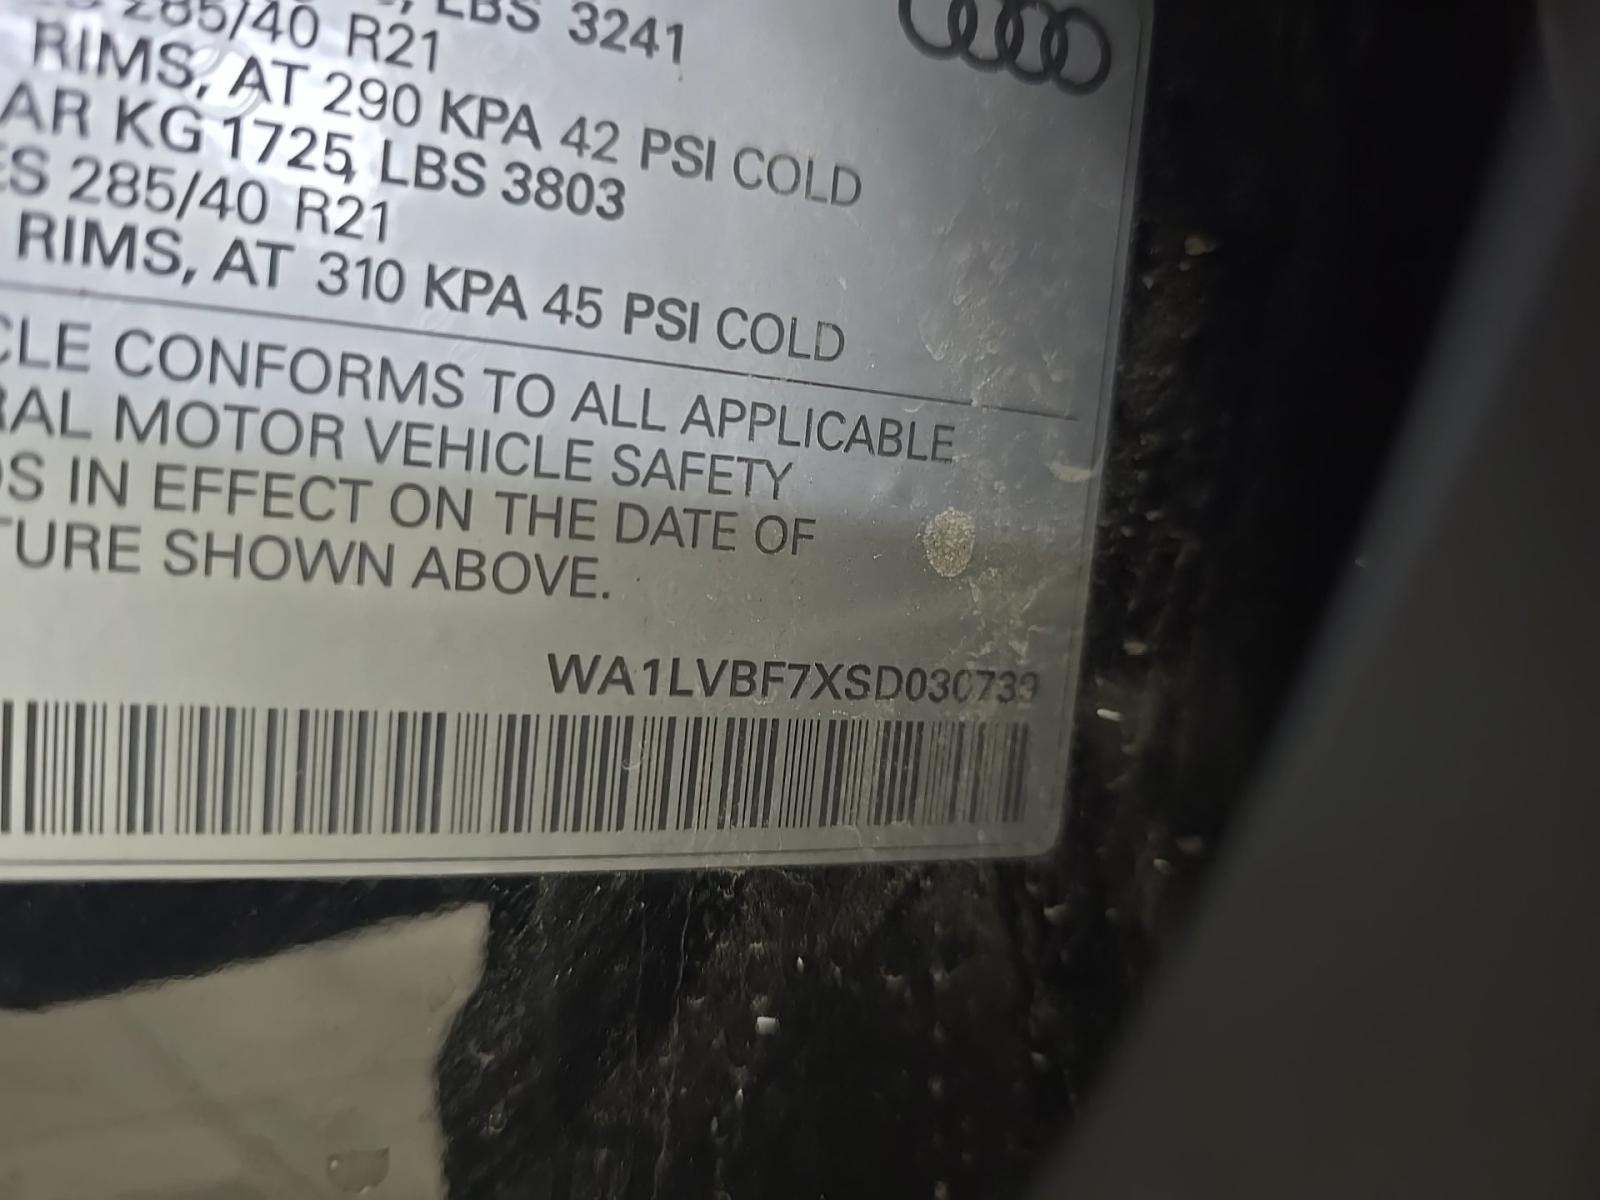 285/40 R21 LBS 3241
RIMS, AT 290 KPA 42 PSI COLD
AR KG 1725, LBS 3803
ES 285/40 R21
RIMS, AT 310 KPA 45 PSI COLD
CLE CONFORMS TO ALL APPLICABLE
RAL MOTOR VEHICLE SAFETY
DS IN EFFECT ON THE DATE OF
TURE SHOWN ABOVE.
WA1LVBF7XSD030739